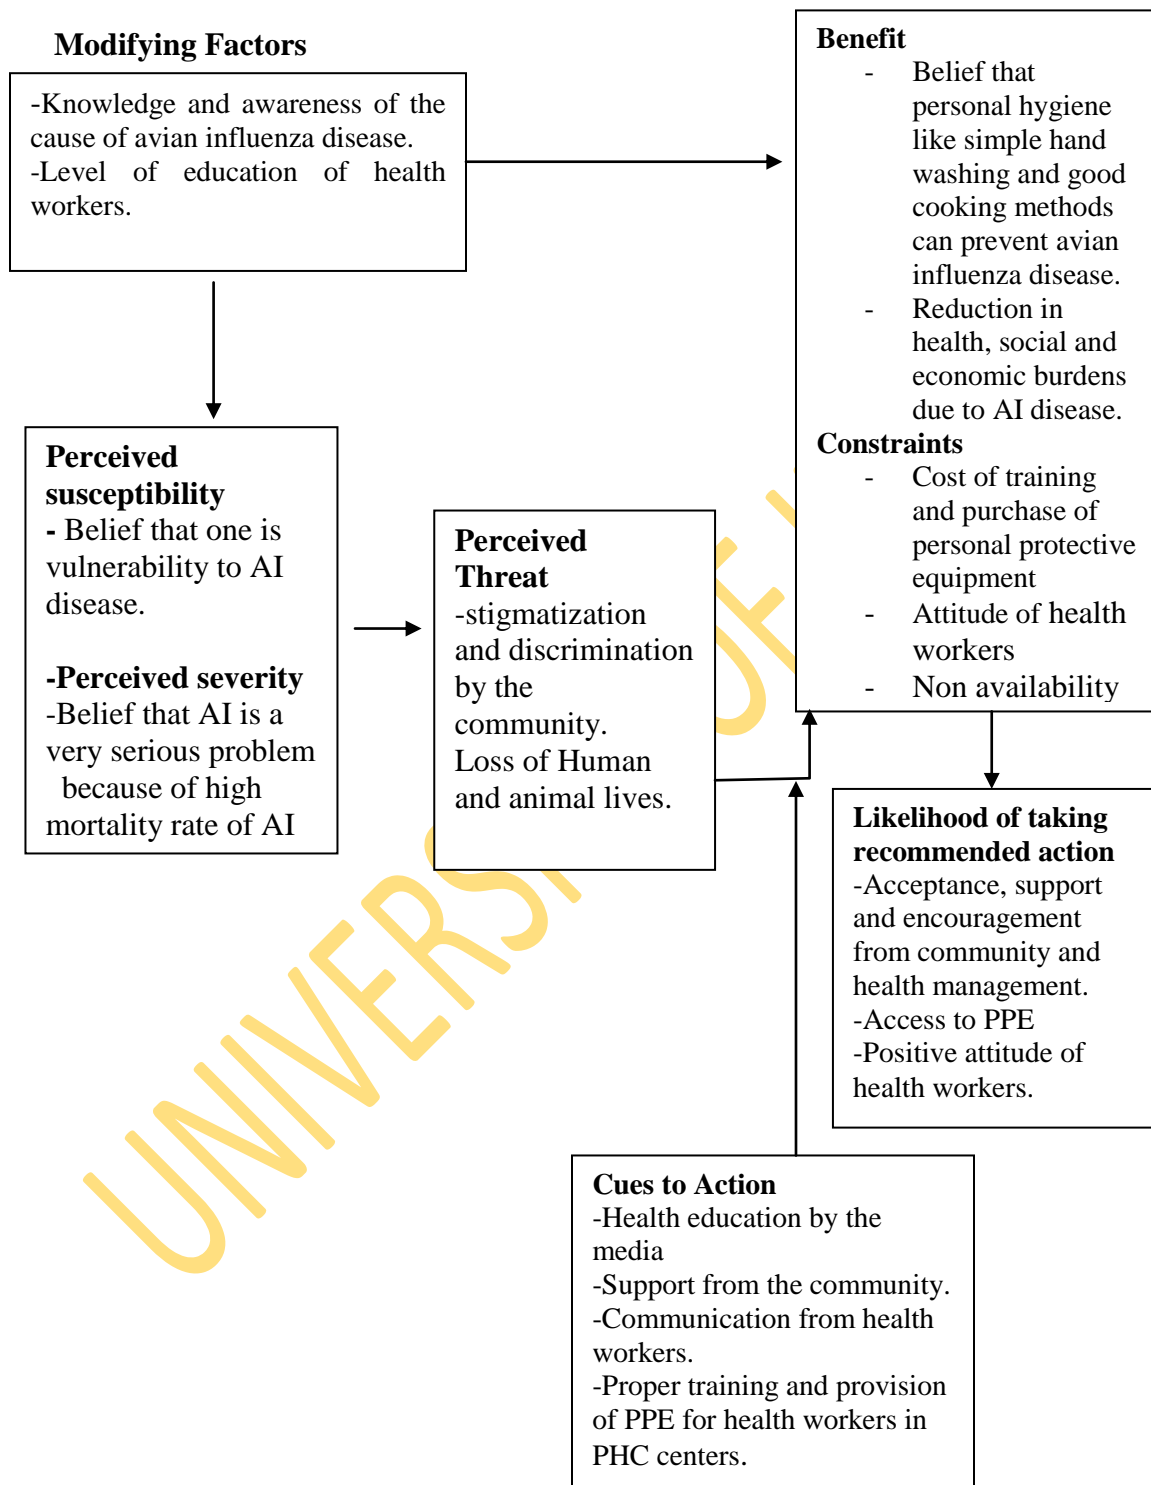 Modifying Factors
-Knowledge and awareness of the
cause of avian influenza disease.
-Level of education of health
workers.
Benefit
- Belief that
personal hygiene
like simple hand
washing and good
cooking methods
can prevent avian
influenza disease.
- Reduction in
health, social and
economic burdens
due to AI disease.
Constraints
- Cost of training
and purchase of
personal protective
equipment
- Attitude of health
workers
- Non availability
Perceived
susceptibility
- Belief that one is
vulnerability to AI
disease.
-Perceived severity
-Belief that AI is a
very serious problem
because of high
mortality rate of AI
Perceived
Threat
-stigmatization
and discrimination
by the
community.
Loss of Human
and animal lives.
Likelihood of taking
recommended action
-Acceptance, support
and encouragement
from community and
health management.
-Access to PPE
-Positive attitude of
health workers.
Cues to Action
-Health education by the
media
-Support from the community.
-Communication from health
workers.
-Proper training and provision
of PPE for health workers in
PHC centers.